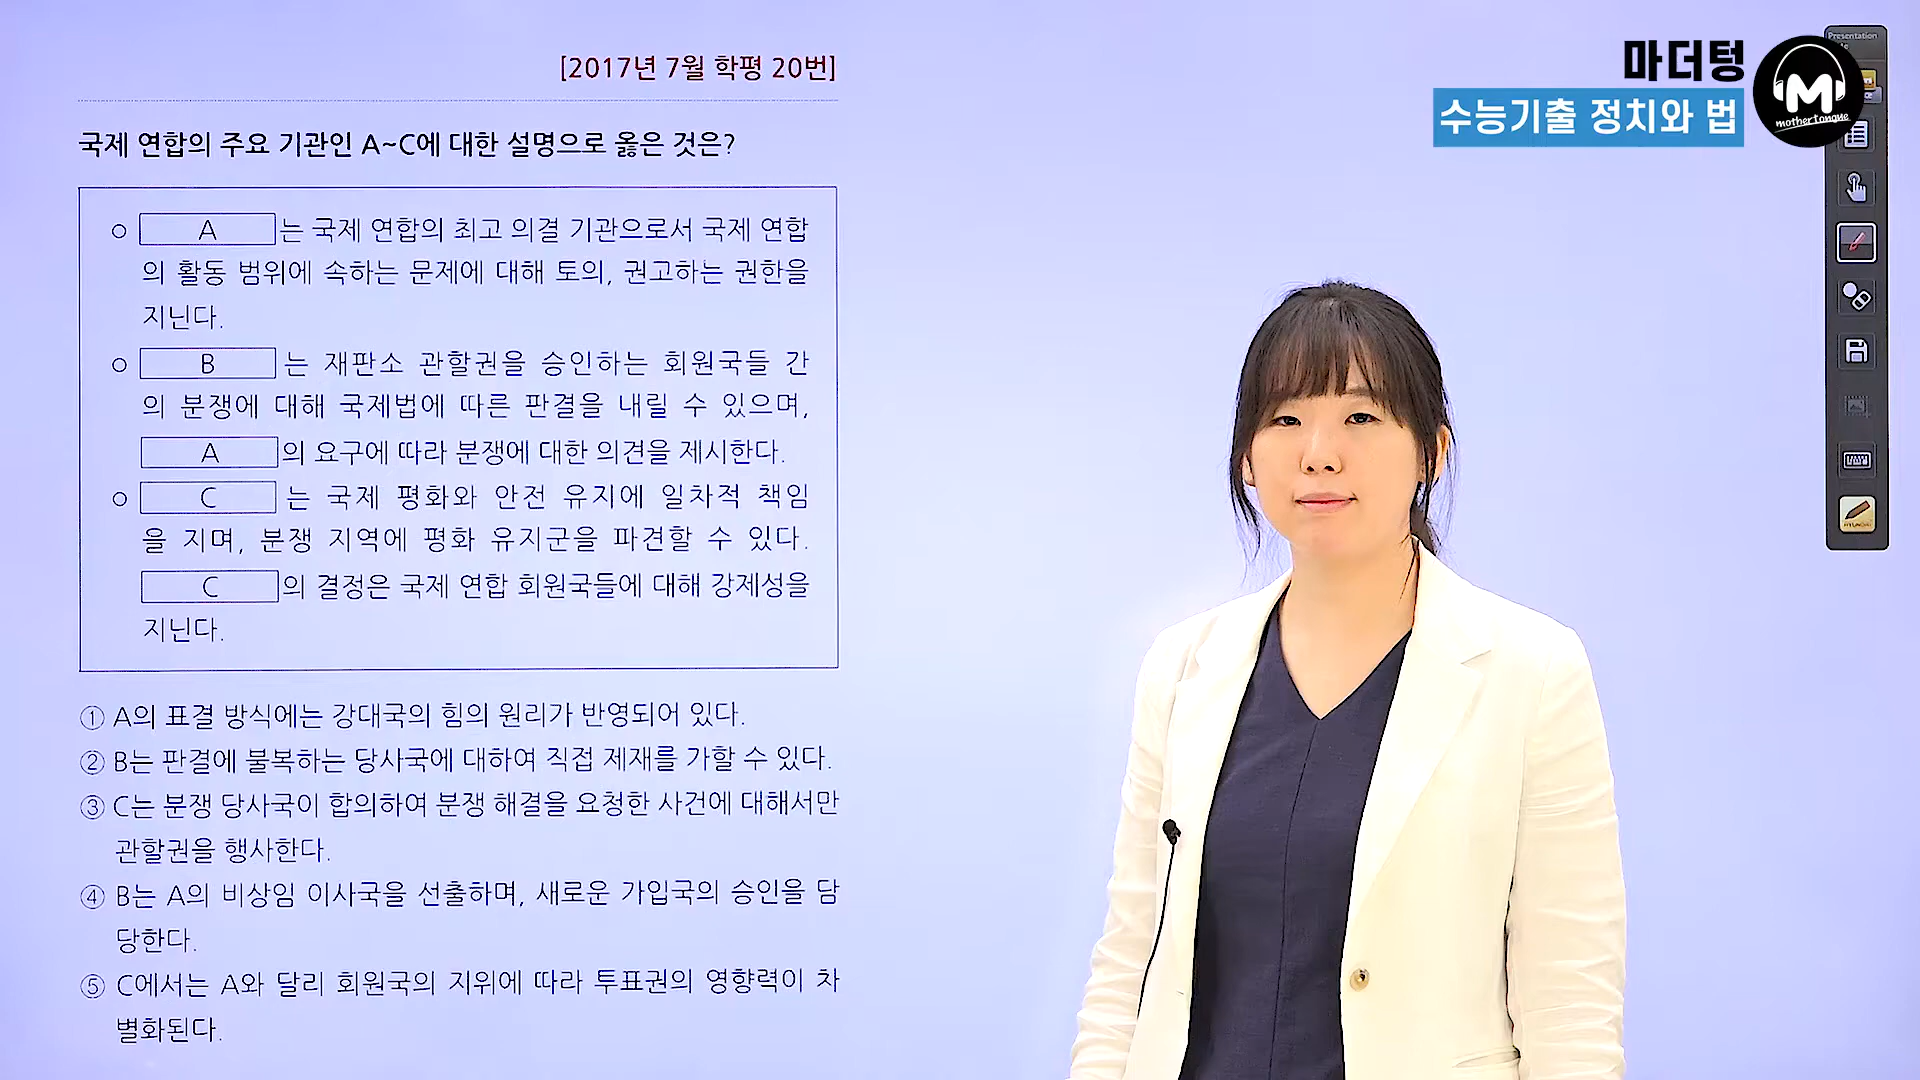 [2017년 7월 학평 20번]
마더텅
수능기출 정치와 법
M
mothertongue
Presentation
국제 연합의 주요 기관인 A~C에 대한 설명으로 옳은 것은?
○ A 는 국제 연합의 최고 의결 기관으로서 국제 연합
의 활동 범위에 속하는 문제에 대해 토의, 권고하는 권한을
지닌다.
○ B 는 재판소 관할권을 승인하는 회원국들 간
의 분쟁에 대해 국제법에 따른 판결을 내릴 수 있으며,
A 의 요구에 따라 분쟁에 대한 의견을 제시한다.
○ C 는 국제 평화와 안전 유지에 일차적 책임
을 지며, 분쟁 지역에 평화 유지군을 파견할 수 있다.
C 의 결정은 국제 연합 회원국들에 대해 강제성을
지닌다.
① A의 표결 방식에는 강대국의 힘의 원리가 반영되어 있다.
② B는 판결에 불복하는 당사국에 대하여 직접 제재를 가할 수 있다.
③ C는 분쟁 당사국이 합의하여 분쟁 해결을 요청한 사건에 대해서만
관할권을 행사한다.
④ B는 A의 비상임 이사국을 선출하며, 새로운 가입국의 승인을 담
당한다.
⑤ C에서는 A와 달리 회원국의 지위에 따라 투표권의 영향력이 차
별화된다.